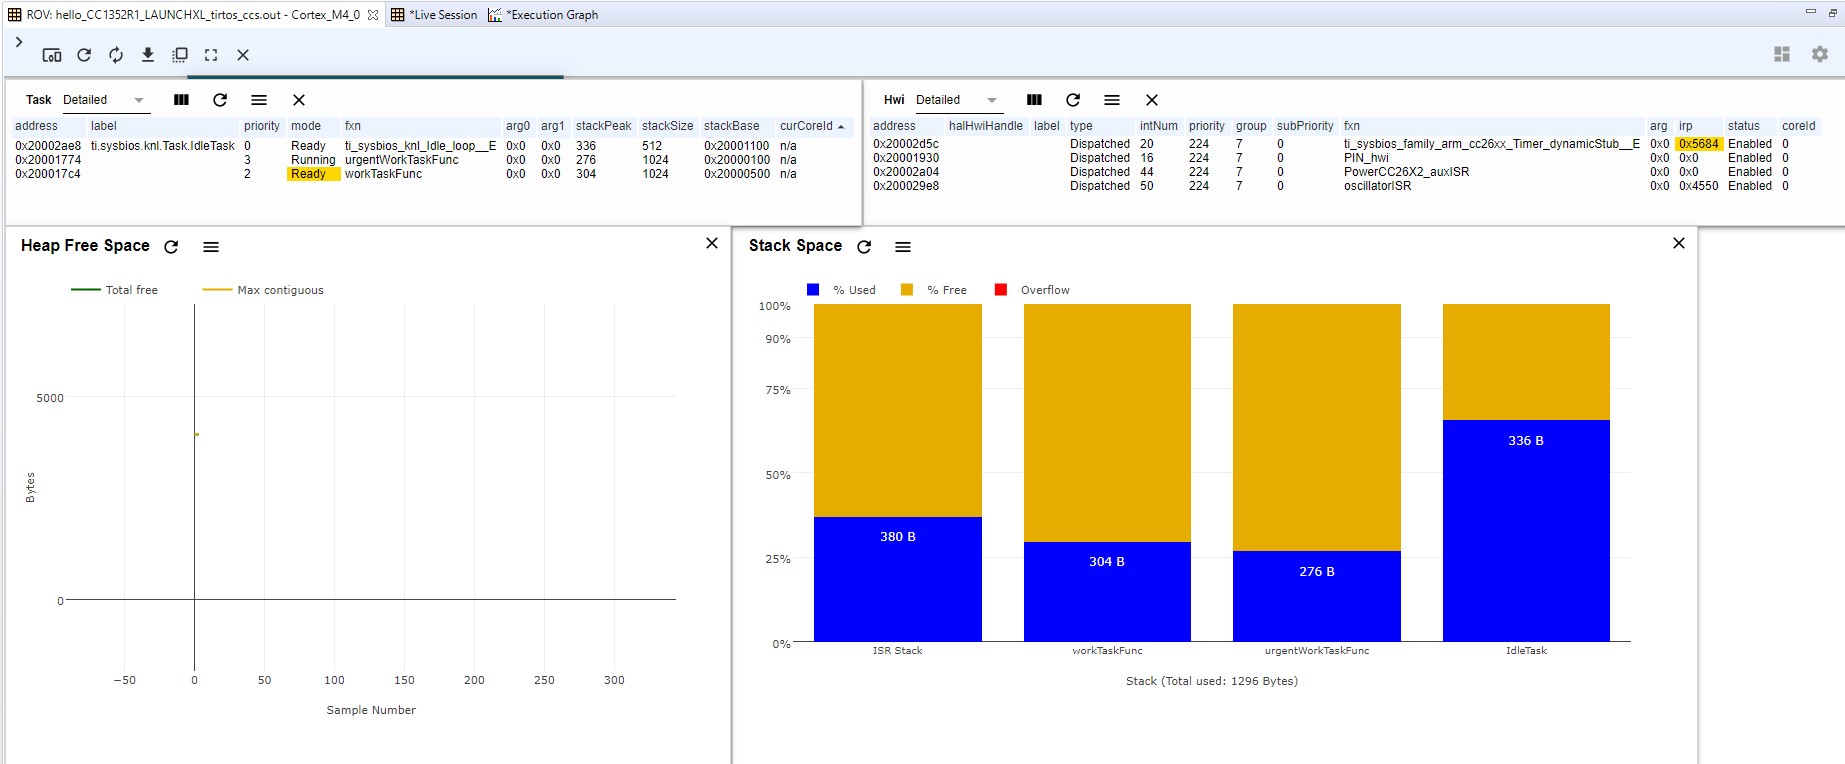 ROV: hello_CC1352R1_LAUNCHXL_tirtos_ccs.out - Cortex_M4_0 *Live Session *Execution Graph
Task Detailed
address label priority mode fxn arg0 arg1 stackPeak stackSize stackBase curCoreId
0x20002ae8 ti.sysbios.knl.Task.IdleTask 0 Ready ti_sysbios_knl_Idle_loop__E 0x0 0x0 336 512 0x20001100 n/a
0x20001774 3 Running urgentWorkTaskFunc 0x0 0x0 276 1024 0x20000100 n/a
0x200017c4 2 Ready workTaskFunc 0x0 0x0 304 1024 0x20000500 n/a
Hwi Detailed
address halHwiHandle label type intNum priority group subPriority fxn arg irp status coreId
0x20002d5c Dispatched 20 224 7 0 ti_sysbios_family_arm_cc26xx_Timer_dynamicStub__E 0x0 0x5684 Enabled 0
0x20001930 Dispatched 16 224 7 0 PIN_hwi 0x0 0x0 Enabled 0
0x20002a04 Dispatched 44 224 7 0 PowerCC26X2_auxISR 0x0 0x0 Enabled 0
0x200029e8 Dispatched 50 224 7 0 oscillatorISR 0x0 0x4550 Enabled 0
Heap Free Space
Total free Max contiguous
5000
0
Bytes
−50 0 50 100 150 200 250 300
Sample Number
Stack Space
% Used % Free Overflow
100%
90%
75%
50%
25%
0%
380 B 304 B 276 B 336 B
ISR Stack workTaskFunc urgentWorkTaskFunc IdleTask
Stack (Total used: 1296 Bytes)